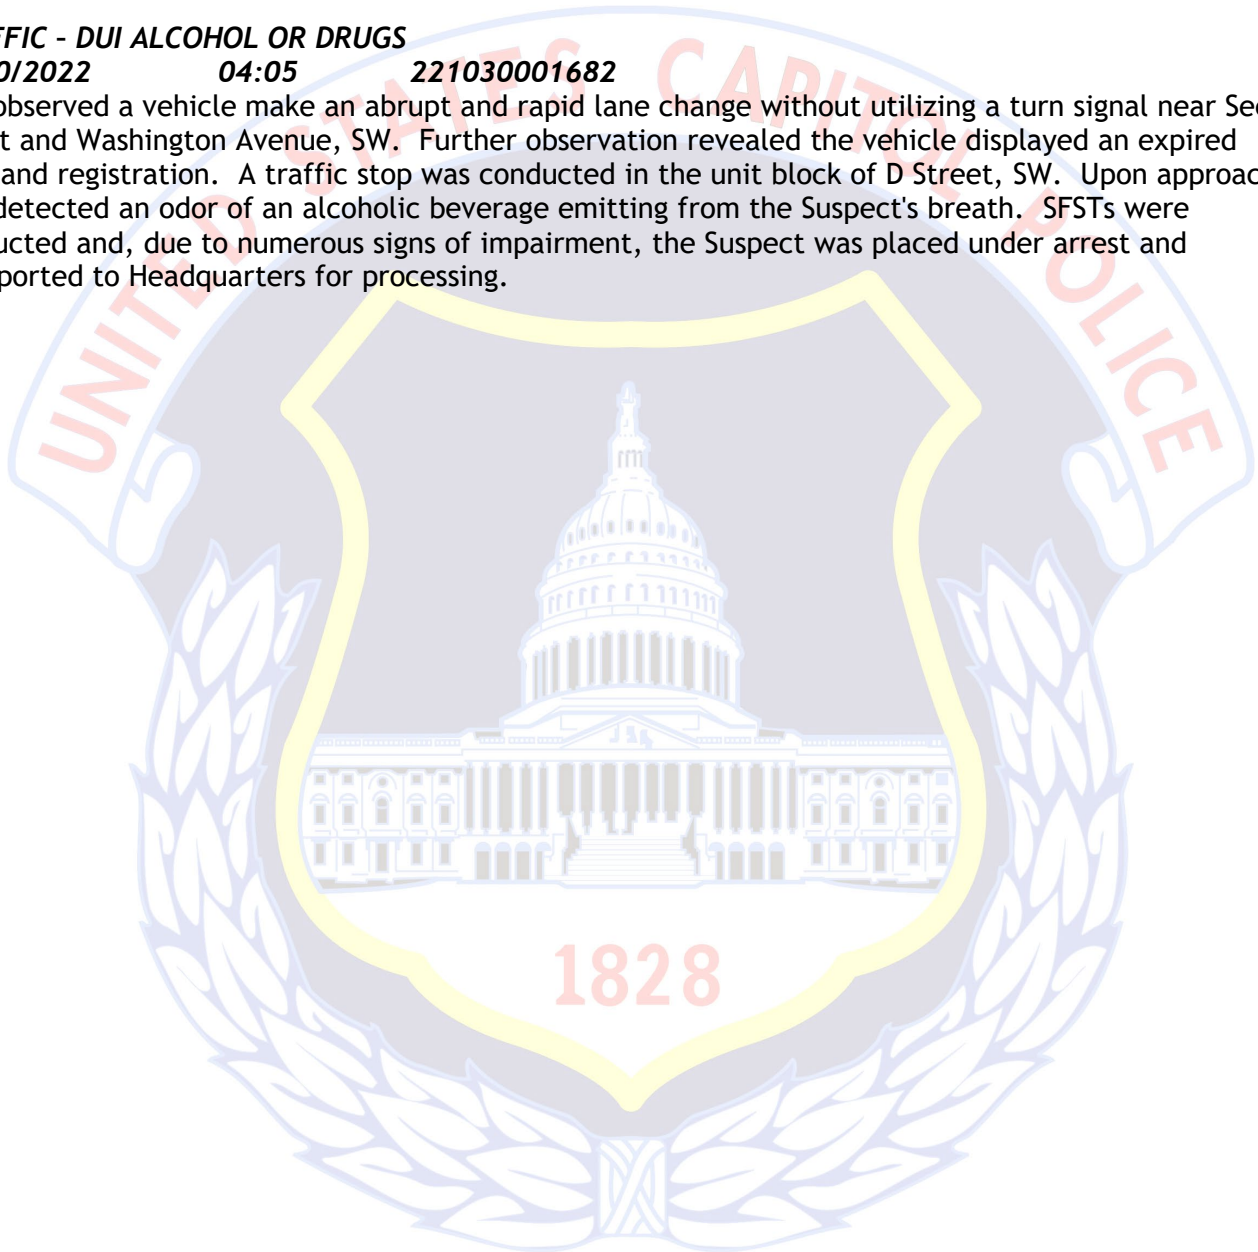 FFIC – DUI ALCOHOL OR DRUGS
0/2022 04:05 221030001682
observed a vehicle make an abrupt and rapid lane change without utilizing a turn signal near Sec
t and Washington Avenue, SW. Further observation revealed the vehicle displayed an expired
and registration. A traffic stop was conducted in the unit block of D Street, SW. Upon approac
detected an odor of an alcoholic beverage emitting from the Suspect's breath. SFSTs were
ucted and, due to numerous signs of impairment, the Suspect was placed under arrest and
ported to Headquarters for processing.
UNITED STATES CAPITOL POLICE
1828